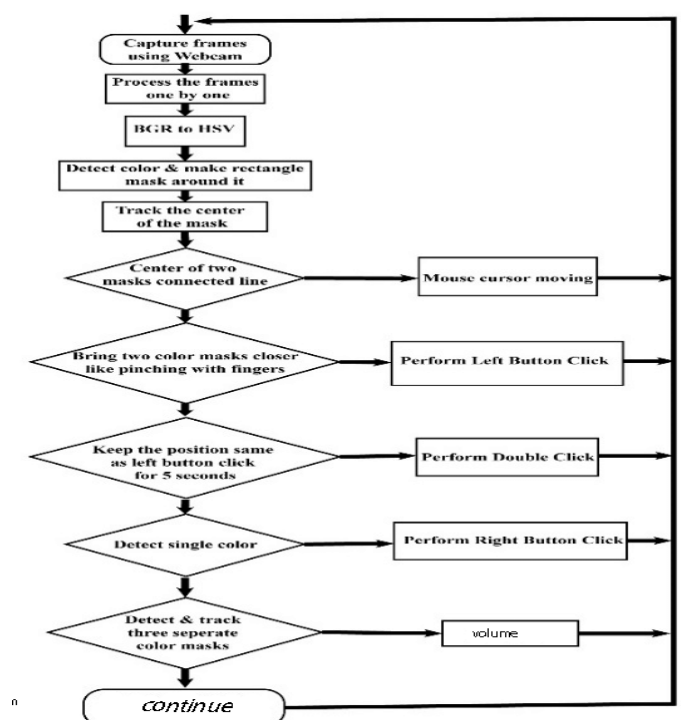 Capture frames
using Webcam
Process the frames
one by one
BGR to HSV
Detect color & make rectangle
mask around it
Track the center
of the mask
Center of two
masks connected line
Mouse cursor moving
Bring two color masks closer
like pinching with fingers
Perform Left Button Click
Keep the position same
as left button click
for 5 seconds
Perform Double Click
Detect single color
Perform Right Button Click
Detect & track
three seperate
color masks
volume
n
continue